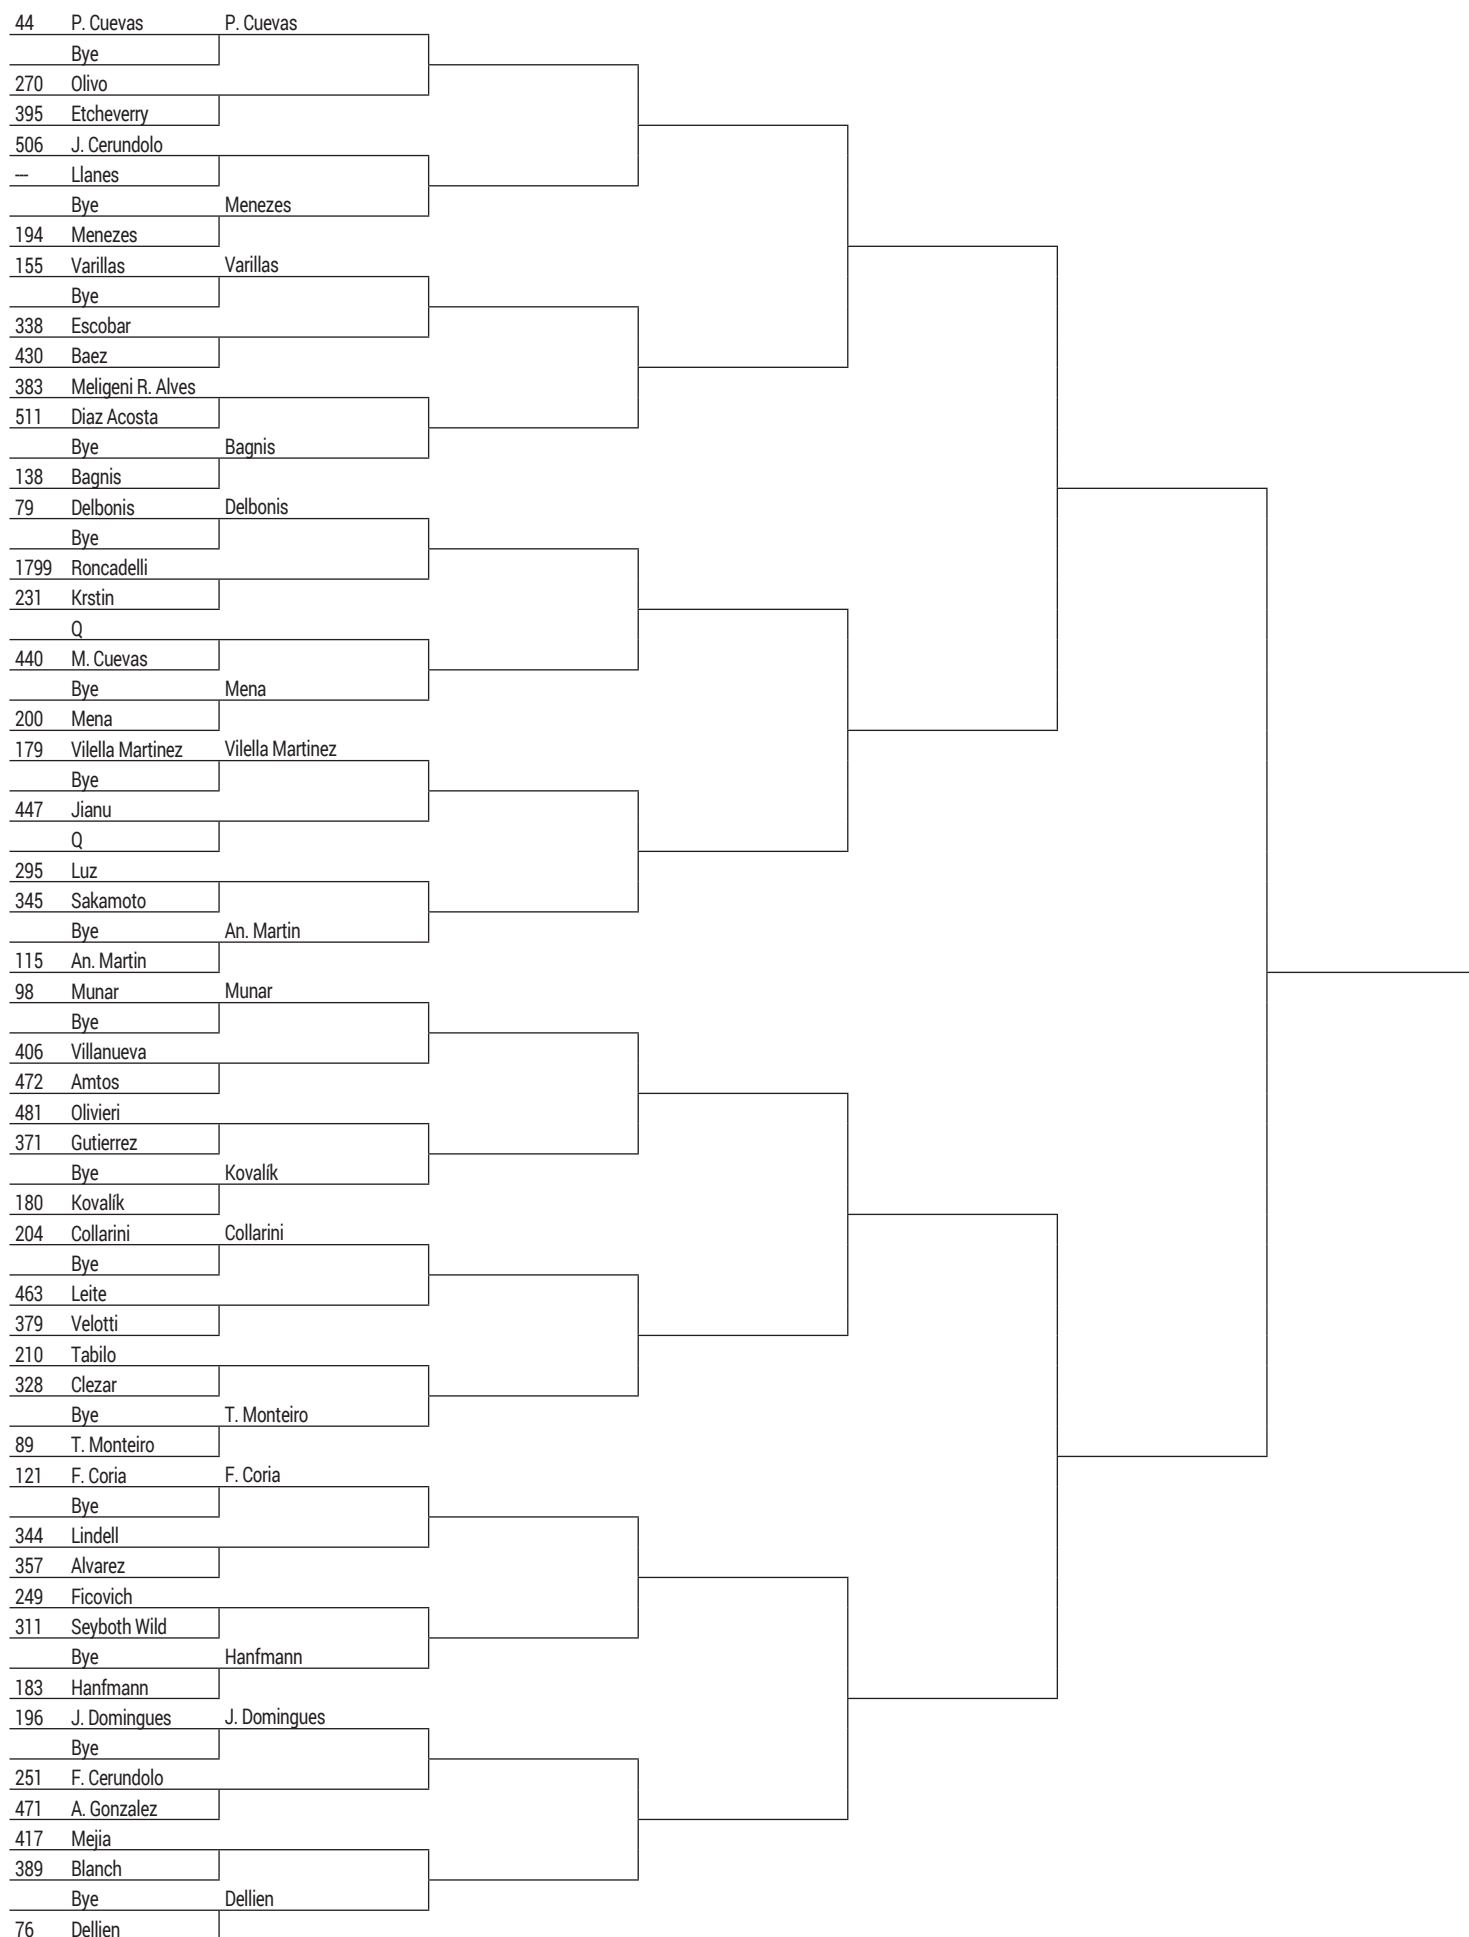 44 P. Cuevas P. Cuevas
Bye
270 Olivo
395 Etcheverry
506 J. Cerundolo
--- Llanes
Bye Menezes
194 Menezes
155 Varillas Varillas
Bye
338 Escobar
430 Baez
383 Meligeni R. Alves
511 Diaz Acosta
Bye Bagnis
138 Bagnis
79 Delbonis Delbonis
Bye
1799 Roncadelli
231 Krstin
Q
440 M. Cuevas
Bye Mena
200 Mena
179 Vilella Martinez Vilella Martinez
Bye
447 Jianu
Q
295 Luz
345 Sakamoto
Bye An. Martin
115 An. Martin
98 Munar Munar
Bye
406 Villanueva
472 Amtos
481 Olivieri
371 Gutierrez
Bye Kovalík
180 Kovalík
204 Collarini Collarini
Bye
463 Leite
379 Velotti
210 Tabilo
328 Clezar
Bye T. Monteiro
89 T. Monteiro
121 F. Coria F. Coria
Bye
344 Lindell
357 Alvarez
249 Ficovich
311 Seyboth Wild
Bye Hanfmann
183 Hanfmann
196 J. Domingues J. Domingues
Bye
251 F. Cerundolo
471 A. Gonzalez
417 Mejia
389 Blanch
Bye Dellien
76 Dellien